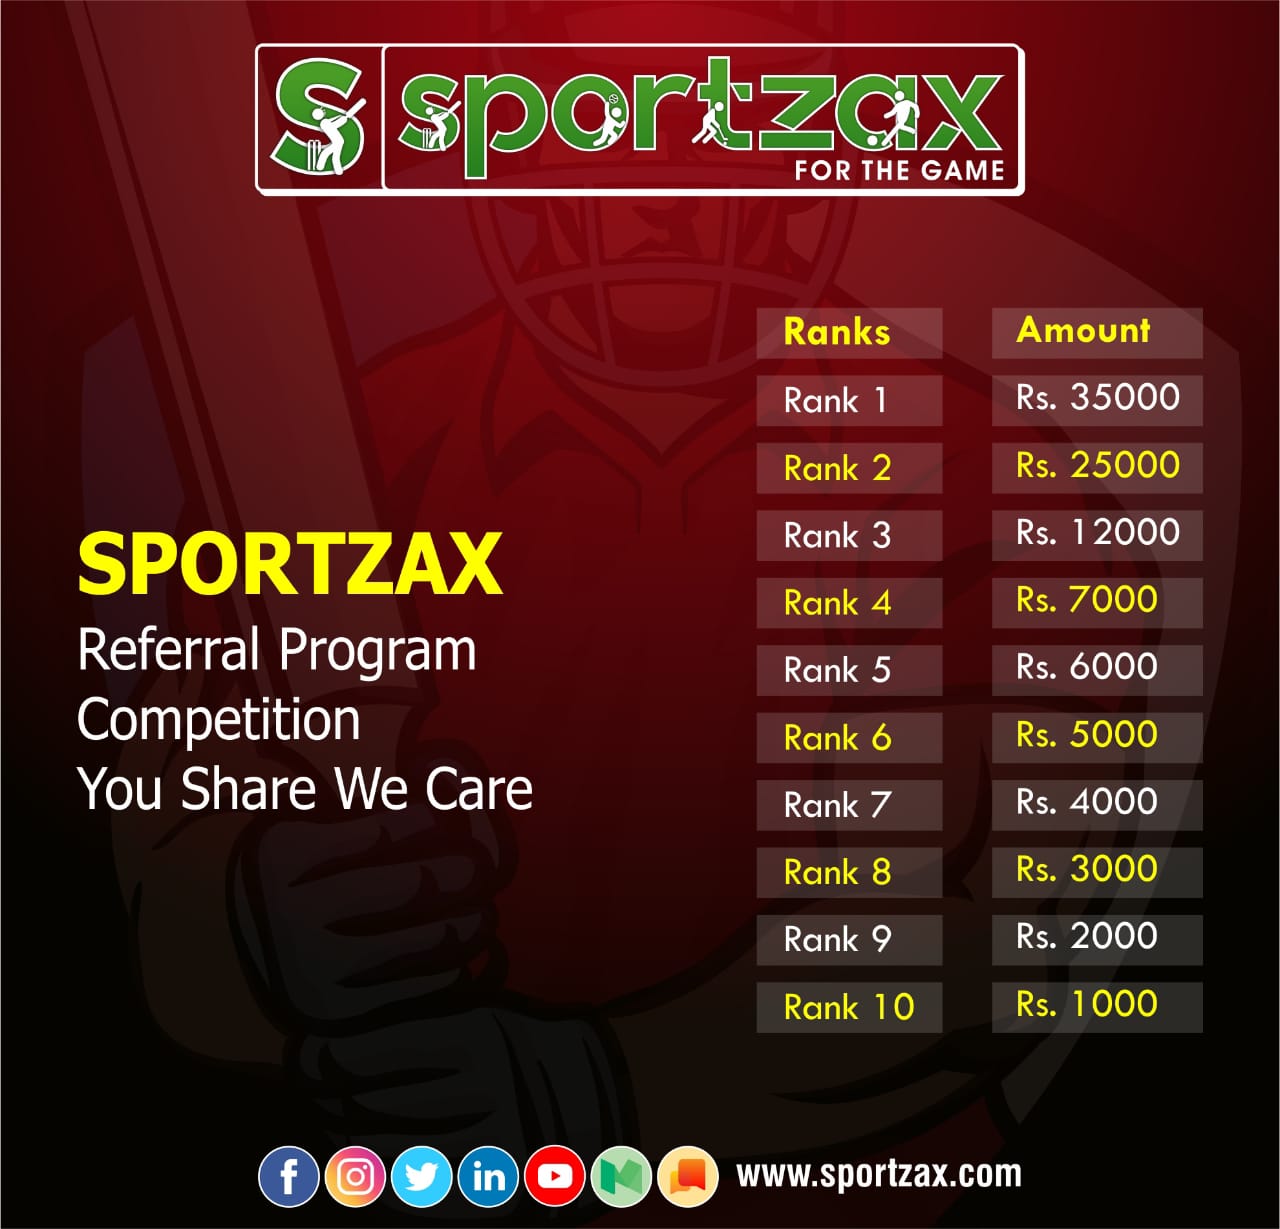 S sportzax
FOR THE GAME
SPORTZAX
Referral Program
Competition
You Share We Care
Ranks Amount
Rank 1 Rs. 35000
Rank 2 Rs. 25000
Rank 3 Rs. 12000
Rank 4 Rs. 7000
Rank 5 Rs. 6000
Rank 6 Rs. 5000
Rank 7 Rs. 4000
Rank 8 Rs. 3000
Rank 9 Rs. 2000
Rank 10 Rs. 1000
www.sportzax.com